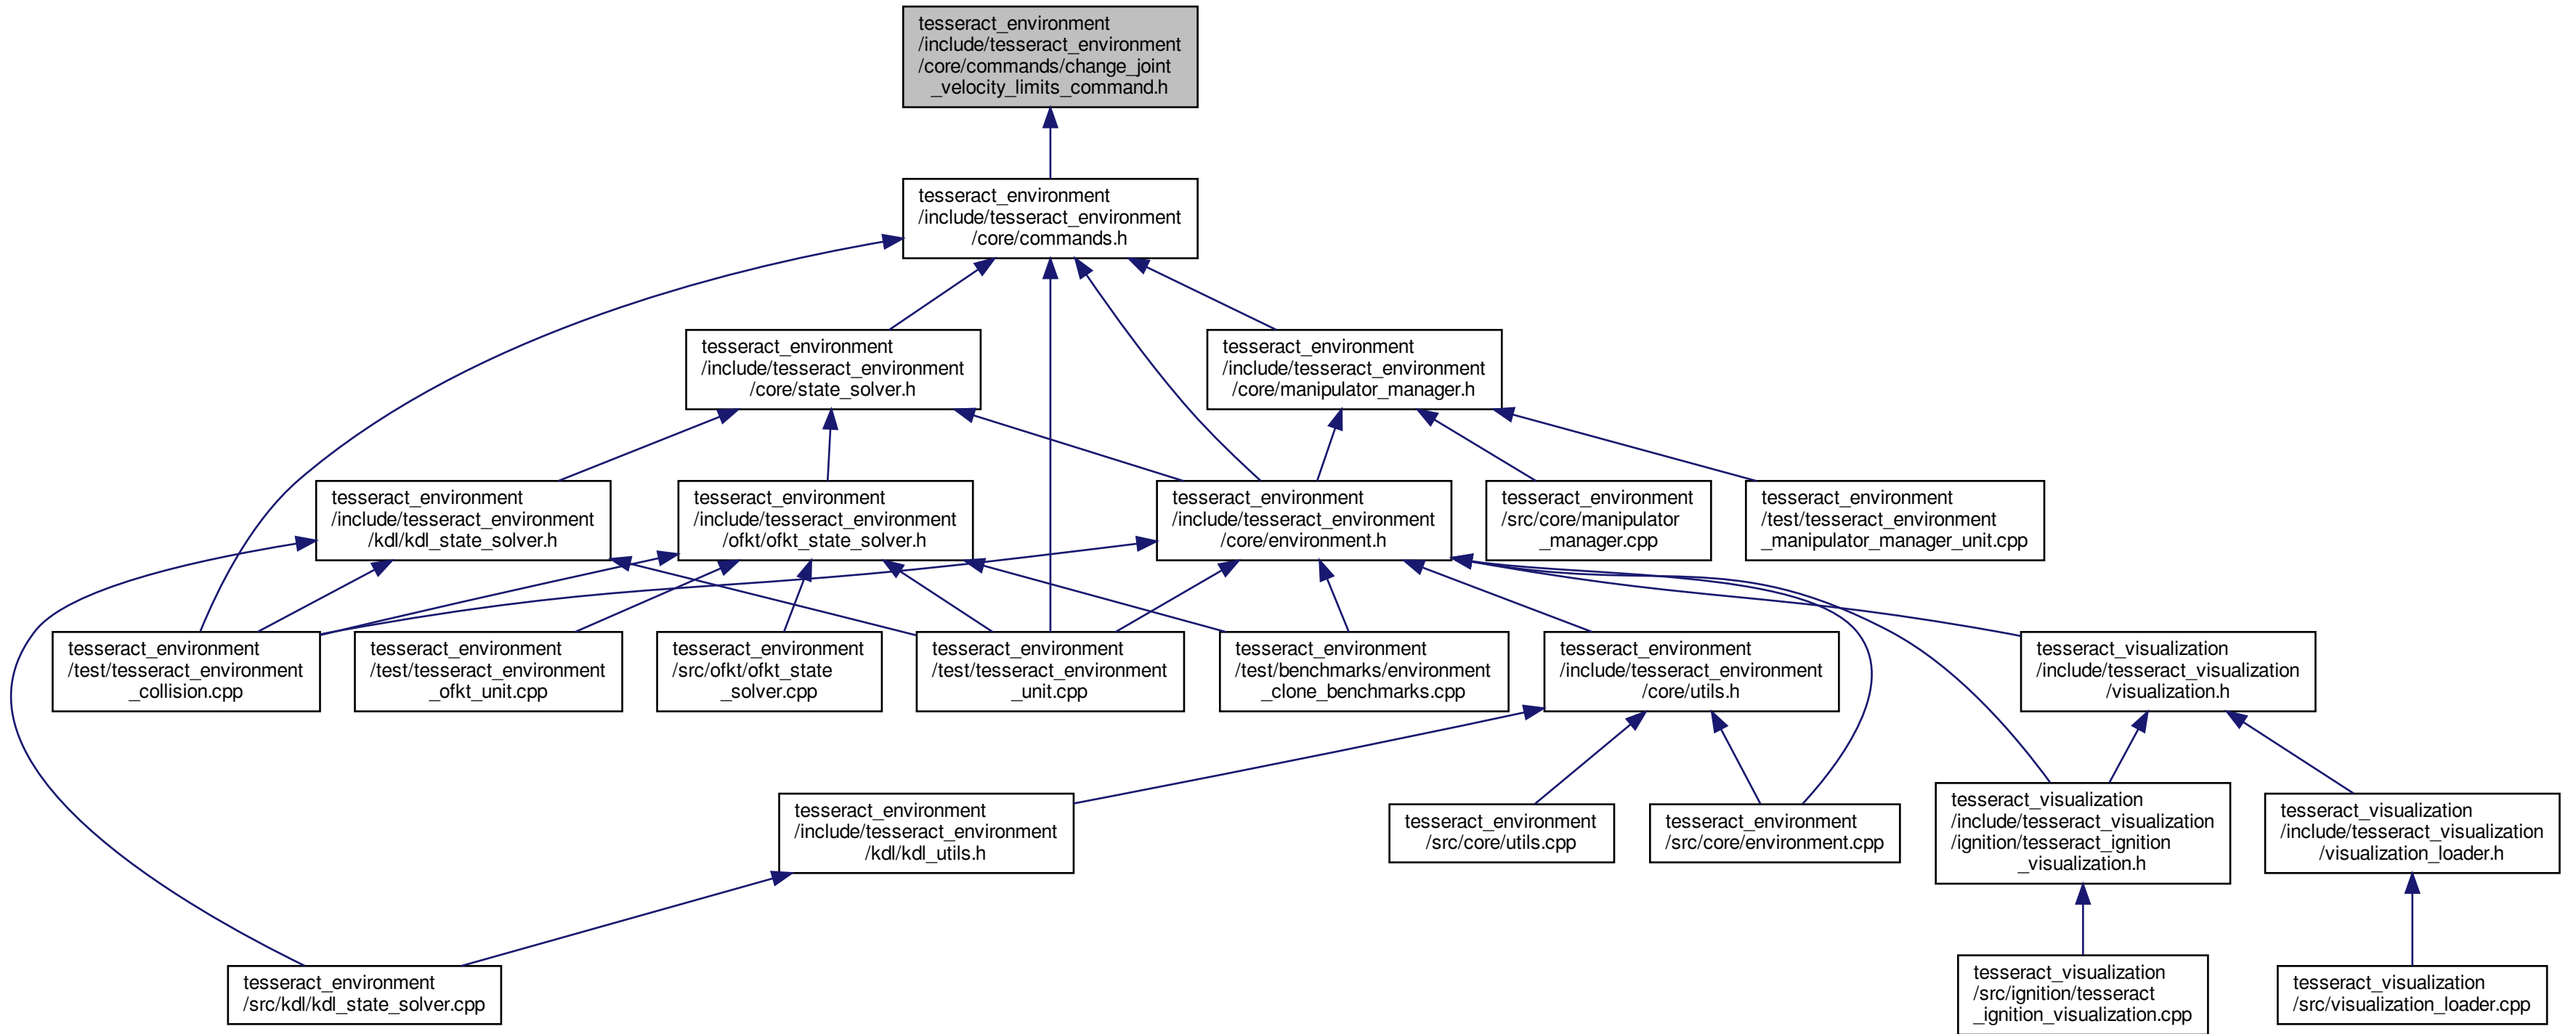 tesseract_environment
/include/tesseract_environment
/core/commands/change_joint
_velocity_limits_command.h
tesseract_environment
/include/tesseract_environment
/core/commands.h
tesseract_environment
/include/tesseract_environment
/core/state_solver.h
tesseract_environment
/include/tesseract_environment
/core/manipulator_manager.h
tesseract_environment
/include/tesseract_environment
/kdl/kdl_state_solver.h
tesseract_environment
/include/tesseract_environment
/ofkt/ofkt_state_solver.h
tesseract_environment
/include/tesseract_environment
/core/environment.h
tesseract_environment
/src/core/manipulator
_manager.cpp
tesseract_environment
/test/tesseract_environment
_manipulator_manager_unit.cpp
tesseract_environment
/test/tesseract_environment
_collision.cpp
tesseract_environment
/test/tesseract_environment
_ofkt_unit.cpp
tesseract_environment
/src/ofkt/ofkt_state
_solver.cpp
tesseract_environment
/test/tesseract_environment
_unit.cpp
tesseract_environment
/test/benchmarks/environment
_clone_benchmarks.cpp
tesseract_environment
/include/tesseract_environment
/core/utils.h
tesseract_visualization
/include/tesseract_visualization
/visualization.h
tesseract_environment
/include/tesseract_environment
/kdl/kdl_utils.h
tesseract_environment
/src/core/utils.cpp
tesseract_environment
/src/core/environment.cpp
tesseract_visualization
/include/tesseract_visualization
/ignition/tesseract_ignition
_visualization.h
tesseract_visualization
/include/tesseract_visualization
/visualization_loader.h
tesseract_environment
/src/kdl/kdl_state_solver.cpp
tesseract_visualization
/src/ignition/tesseract
_ignition_visualization.cpp
tesseract_visualization
/src/visualization_loader.cpp